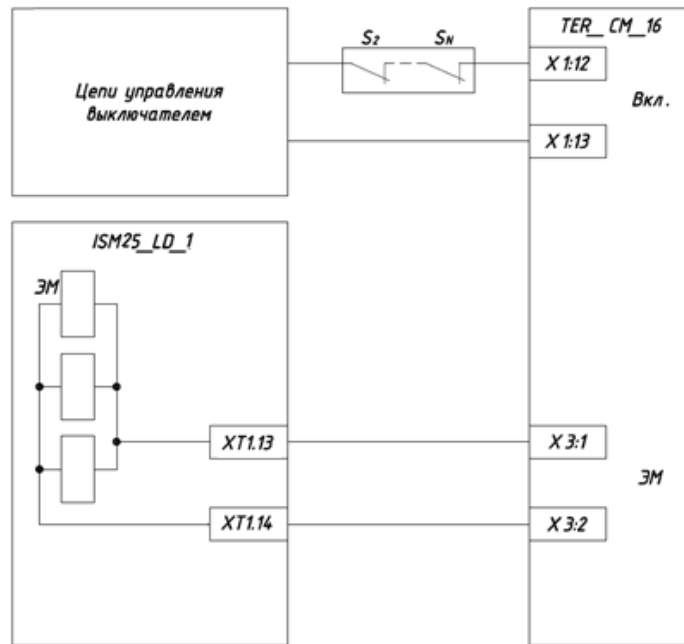 S2 SN
TER_CM_16
X 1:12
Цепи управления
выключателем
Вкл.
X 1:13
ISM25_LD_1
ЭМ
XT1.13
X 3:1
ЭМ
XT1.14
X 3:2